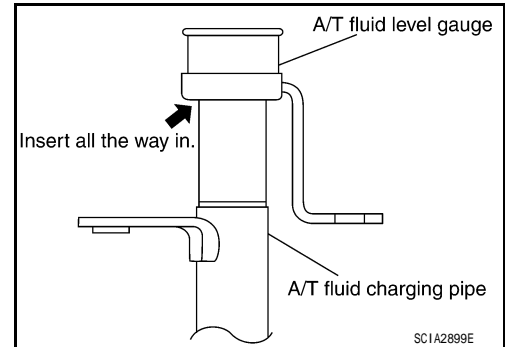 A/T fluid level gauge
Insert all the way in.
A/T fluid charging pipe
SCIA2899E